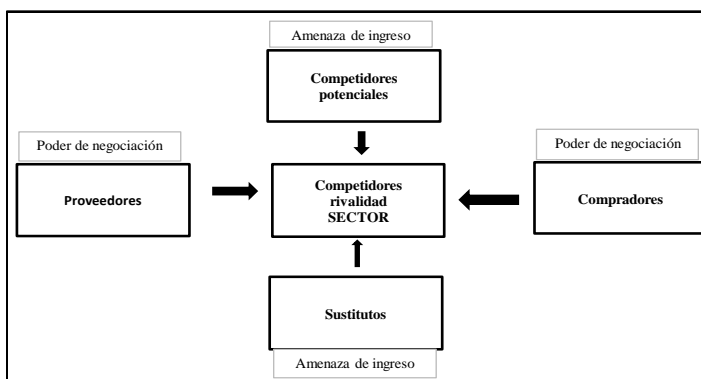 Amenaza de ingreso
Competidores
potenciales
Poder de negociación
Proveedores
Competidores
rivalidad
SECTOR
Poder de negociación
Compradores
Sustitutos
Amenaza de ingreso